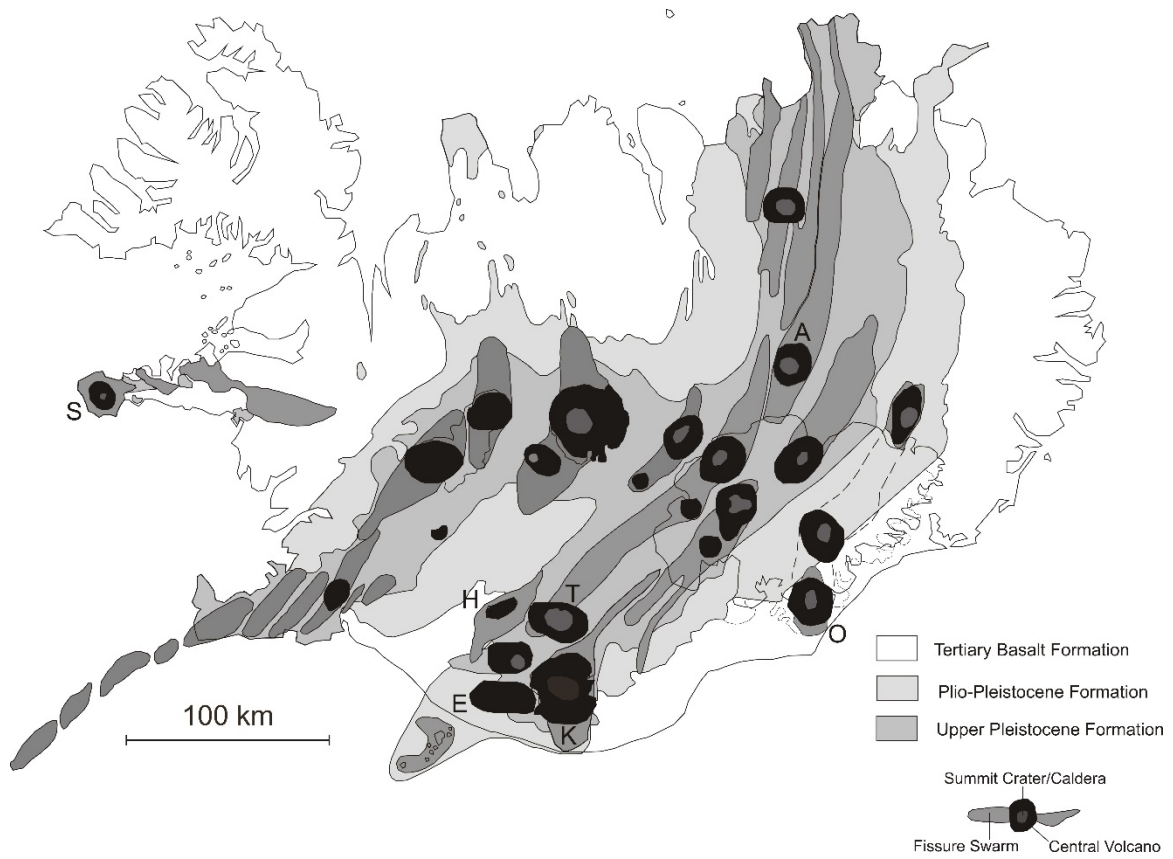 A
S
H
T
O
E
K
100 km
Tertiary Basalt Formation
Plio-Pleistocene Formation
Upper Pleistocene Formation
Summit Crater/Caldera
Fissure Swarm
Central Volcano